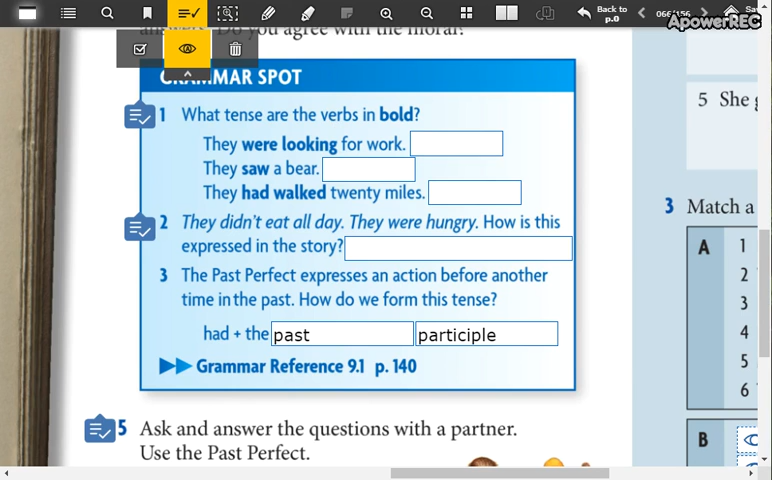 Back to
p.0
066/156
ApowerREC
answers. Do you agree with the moral?
GRAMMAR SPOT
1 What tense are the verbs in bold?
They were looking for work.
They saw a bear.
They had walked twenty miles.
2 They didn't eat all day. They were hungry. How is this
expressed in the story?
3 The Past Perfect expresses an action before another
time in the past. How do we form this tense?
had + the past participle
Grammar Reference 9.1 p. 140
5 Ask and answer the questions with a partner.
Use the Past Perfect.
5 She g
3 Match a
A 1
2
3
4
5
6
B